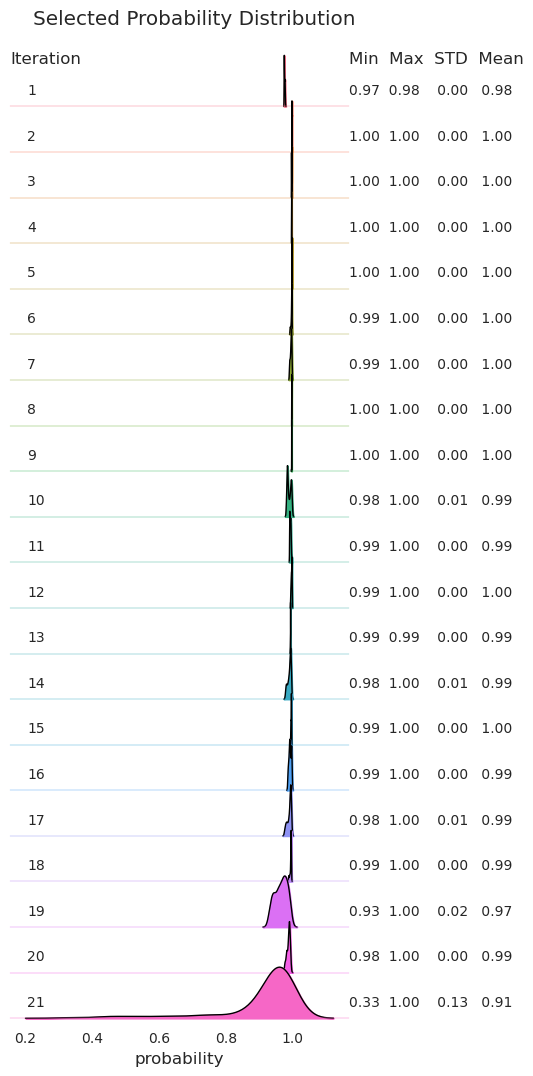 Selected Probability Distribution
Iteration Min Max STD Mean
1 0.97 0.98 0.00 0.98
2 1.00 1.00 0.00 1.00
3 1.00 1.00 0.00 1.00
4 1.00 1.00 0.00 1.00
5 1.00 1.00 0.00 1.00
6 0.99 1.00 0.00 1.00
7 0.99 1.00 0.00 1.00
8 1.00 1.00 0.00 1.00
9 1.00 1.00 0.00 1.00
10 0.98 1.00 0.01 0.99
11 0.99 1.00 0.00 0.99
12 0.99 1.00 0.00 1.00
13 0.99 0.99 0.00 0.99
14 0.98 1.00 0.01 0.99
15 0.99 1.00 0.00 1.00
16 0.99 1.00 0.00 0.99
17 0.98 1.00 0.01 0.99
18 0.99 1.00 0.00 0.99
19 0.93 1.00 0.02 0.97
20 0.98 1.00 0.00 0.99
21 0.33 1.00 0.13 0.91
0.2 0.4 0.6 0.8 1.0
probability